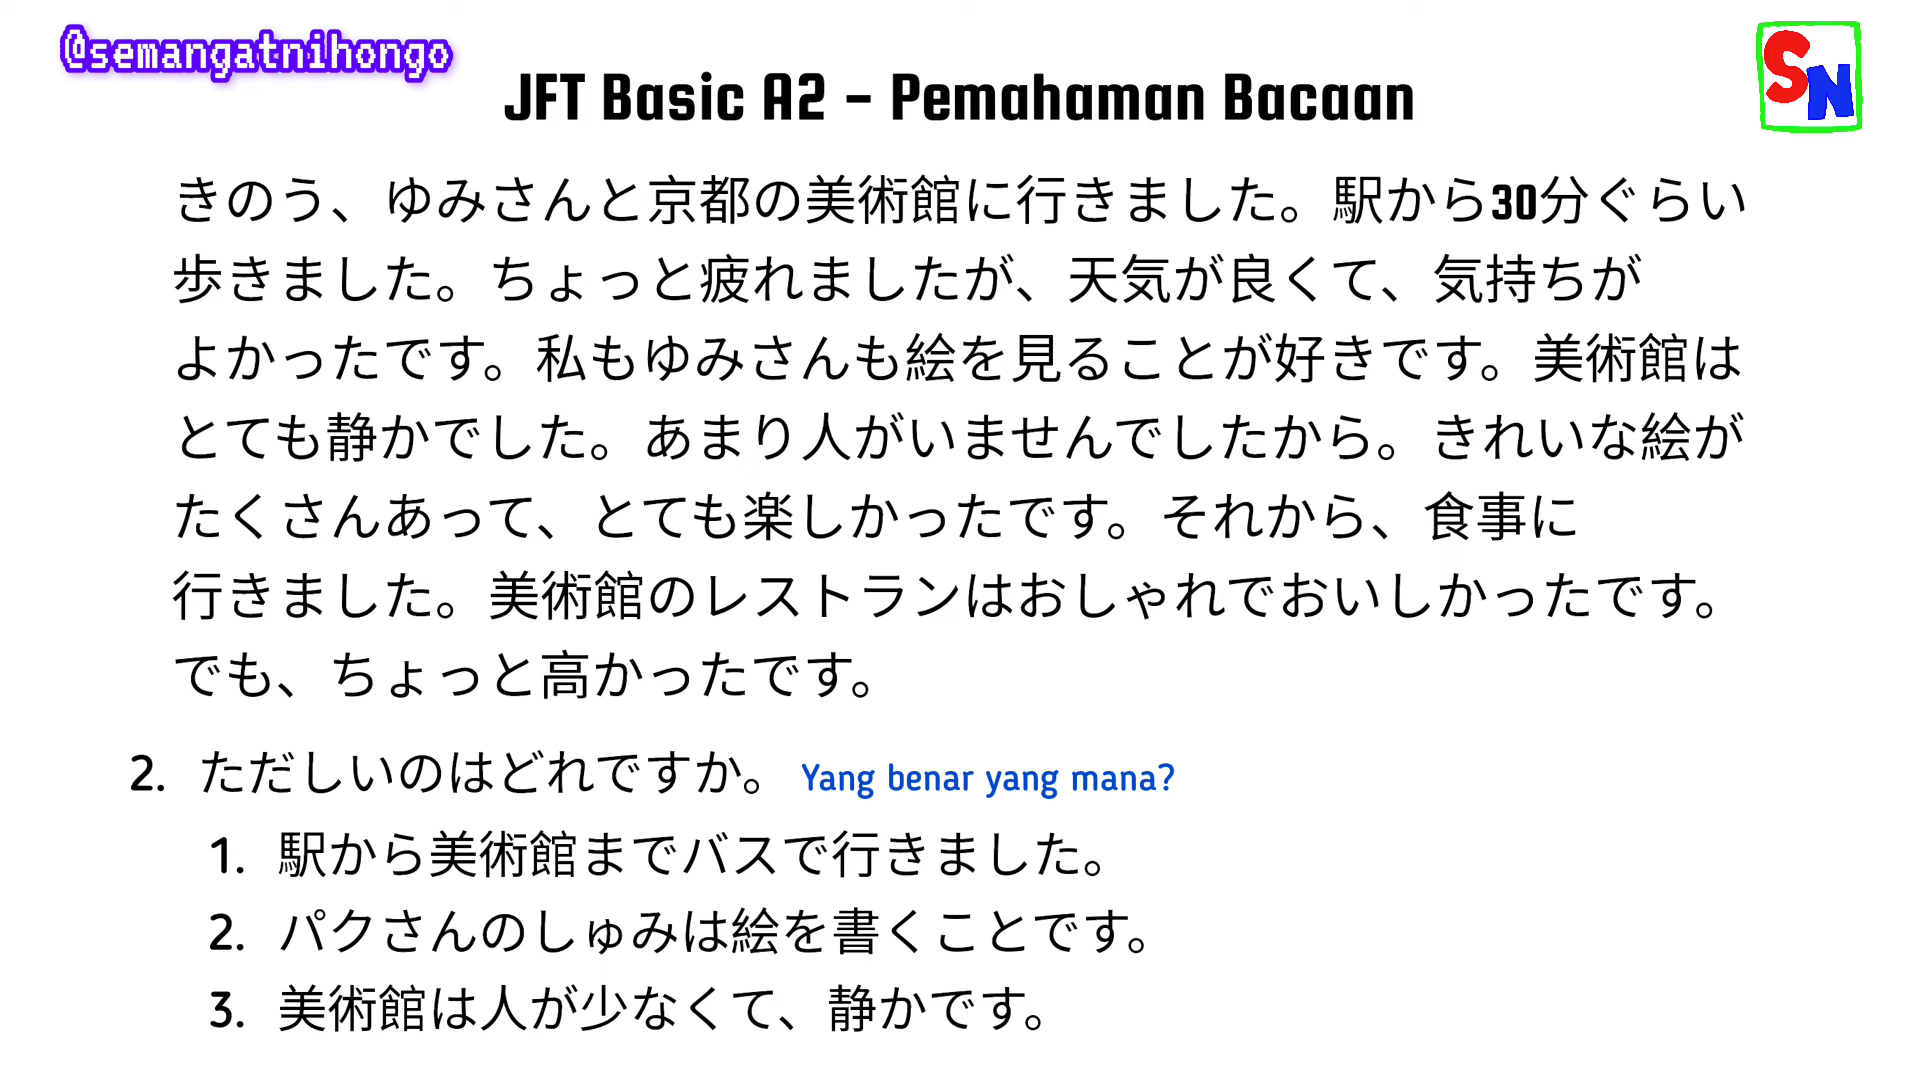 @semangatnihongo
SN
JFT Basic A2 - Pemahaman Bacaan
きのう、ゆみさんと京都の美術館に行きました。駅から30分ぐらい
歩きました。ちょっと疲れましたが、天気が良くて、気持ちが
よかったです。私もゆみさんも絵を見ることが好きです。美術館は
とても静かでした。あまり人がいませんでしたから。きれいな絵が
たくさんあって、とても楽しかったです。それから、食事に
行きました。美術館のレストランはおしゃれでおいしかったです。
でも、ちょっと高かったです。
2. ただしいのはどれですか。 Yang benar yang mana?
1. 駅から美術館までバスで行きました。
2. パクさんのしゅみは絵を書くことです。
3. 美術館は人が少なくて、静かです。